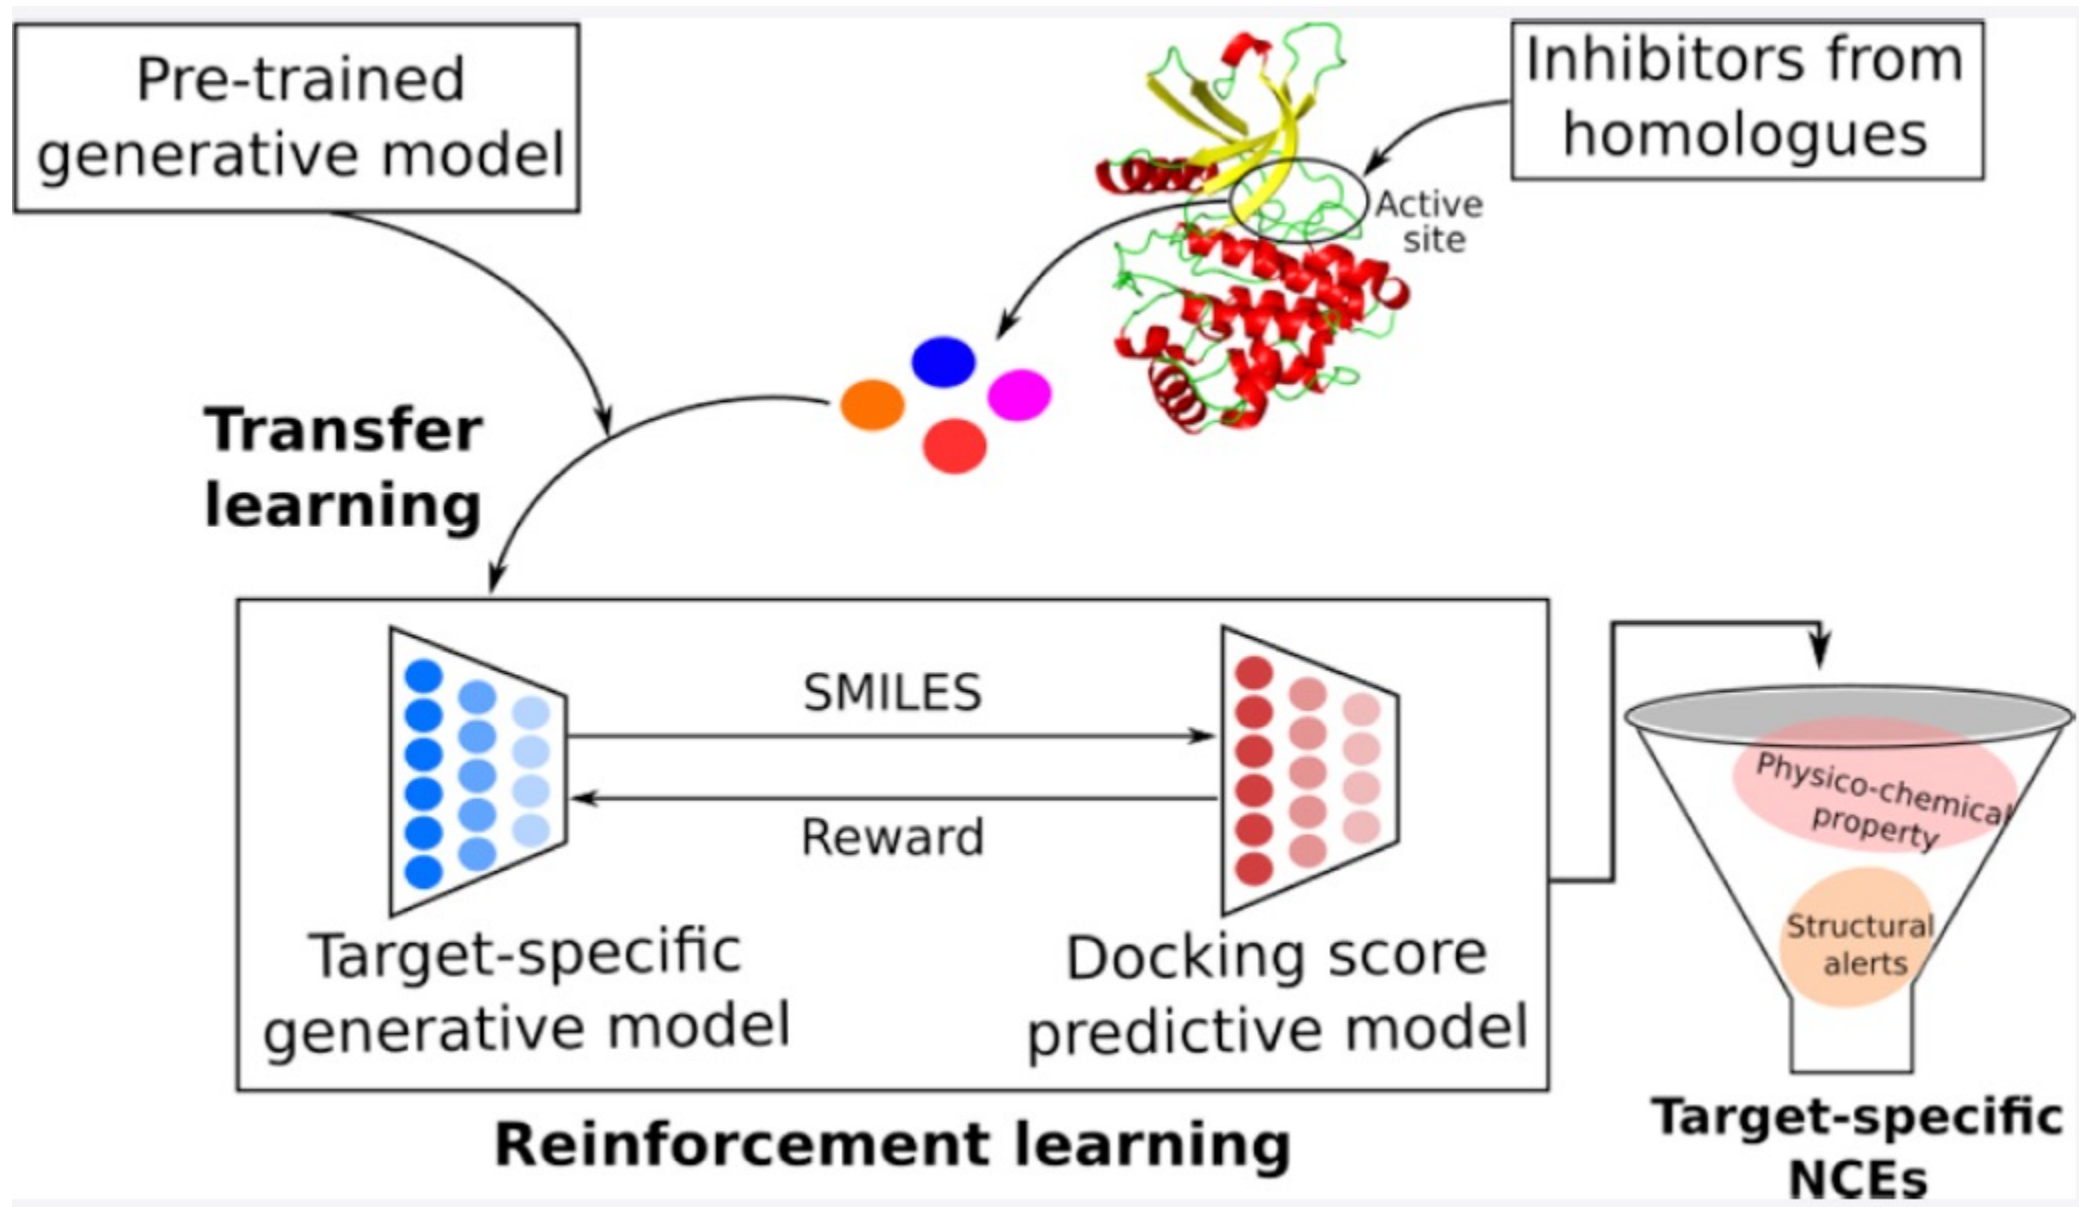 Pre-trained
generative model
Inhibitors from
homologues
Active
site
Transfer
learning
SMILES
Reward
Target-specific
generative model
Docking score
predictive model
Reinforcement learning
Physico-chemical
property
Structural
alerts
Target-specific
NCEs